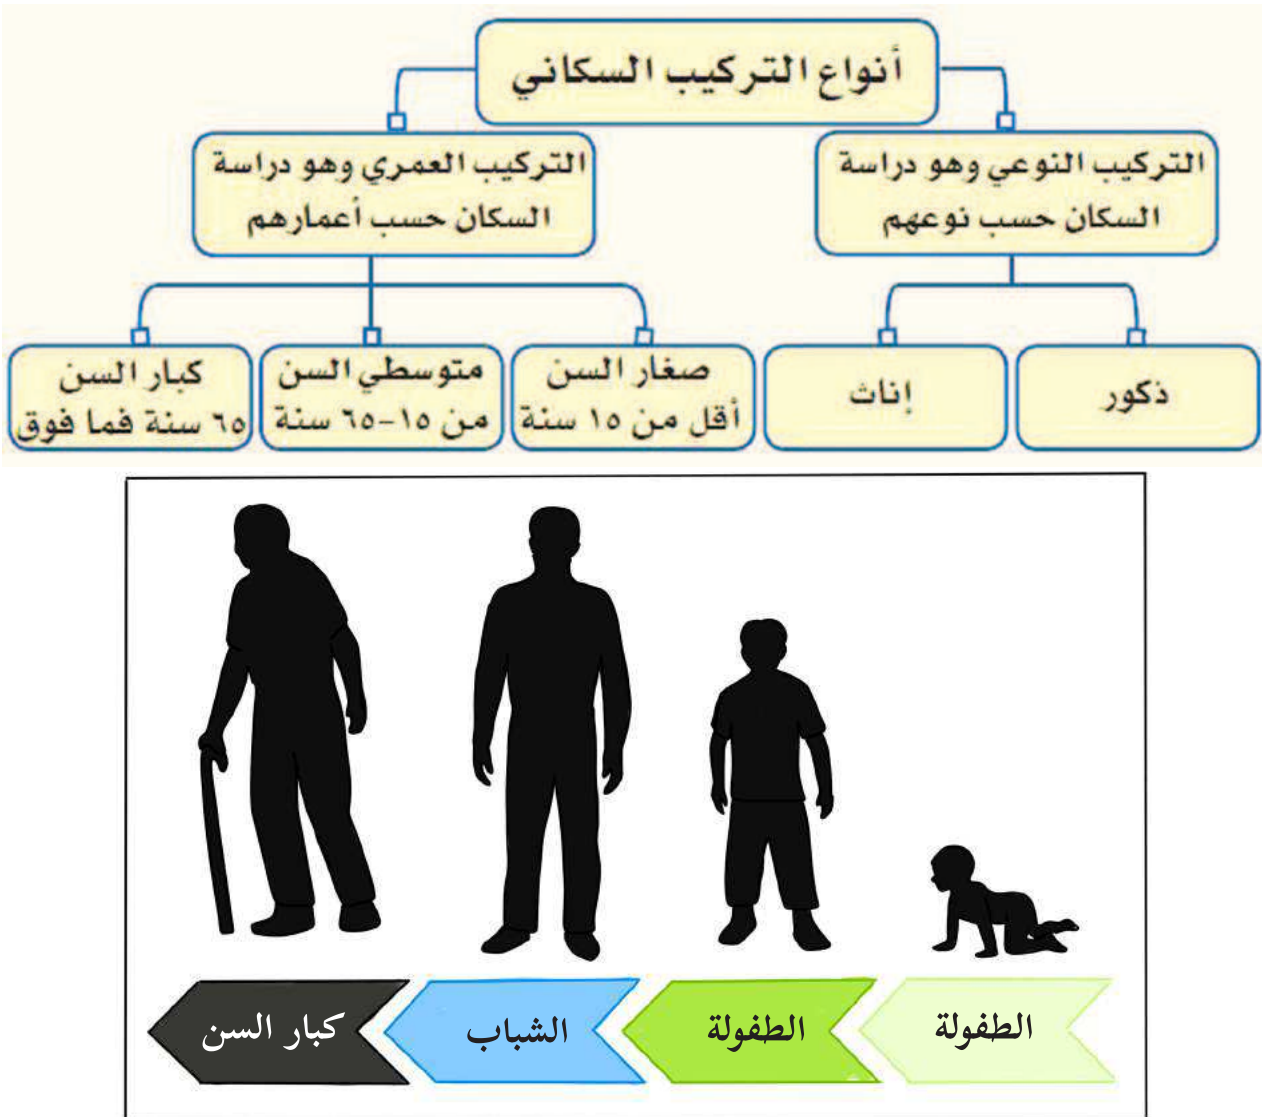 أنواع التركيب السكاني
التركيب النوعي وهو دراسة
السكان حسب نوعهم
التركيب العمري وهو دراسة
السكان حسب أعمارهم
ذكور
إناث
صغار السن
أقل من ١٥ سنة
متوسطي السن
من ١٥-٦٥ سنة
كبار السن
٦٥ سنة فما فوق
الطفولة
الطفولة
الشباب
كبار السن